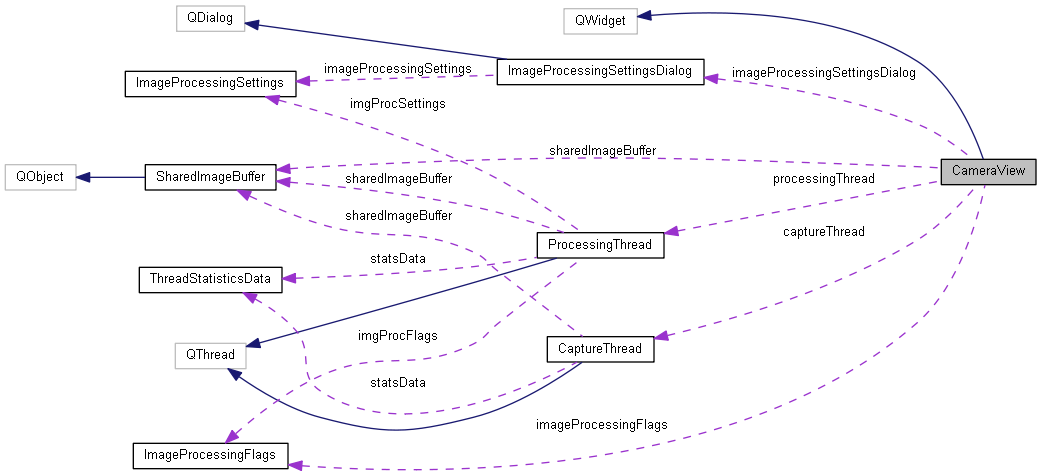 QDialog
QWidget
imageProcessingSettings
ImageProcessingSettingsDialog
imageProcessingSettingsDialog
ImageProcessingSettings
imgProcSettings
sharedImageBuffer
QObject
SharedImageBuffer
sharedImageBuffer
processingThread
CameraView
sharedImageBuffer
captureThread
ProcessingThread
statsData
ThreadStatisticsData
imgProcFlags
QThread
CaptureThread
statsData
imageProcessingFlags
ImageProcessingFlags